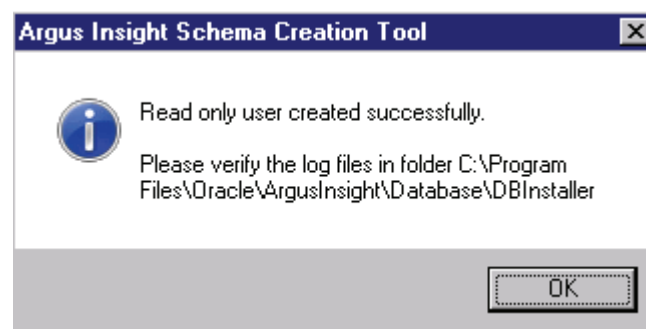 Argus Insight Schema Creation Tool
Read only user created successfully.
Please verify the log files in folder C:\Program
Files\Oracle\ArgusInsight\Database\DBInstaller
OK